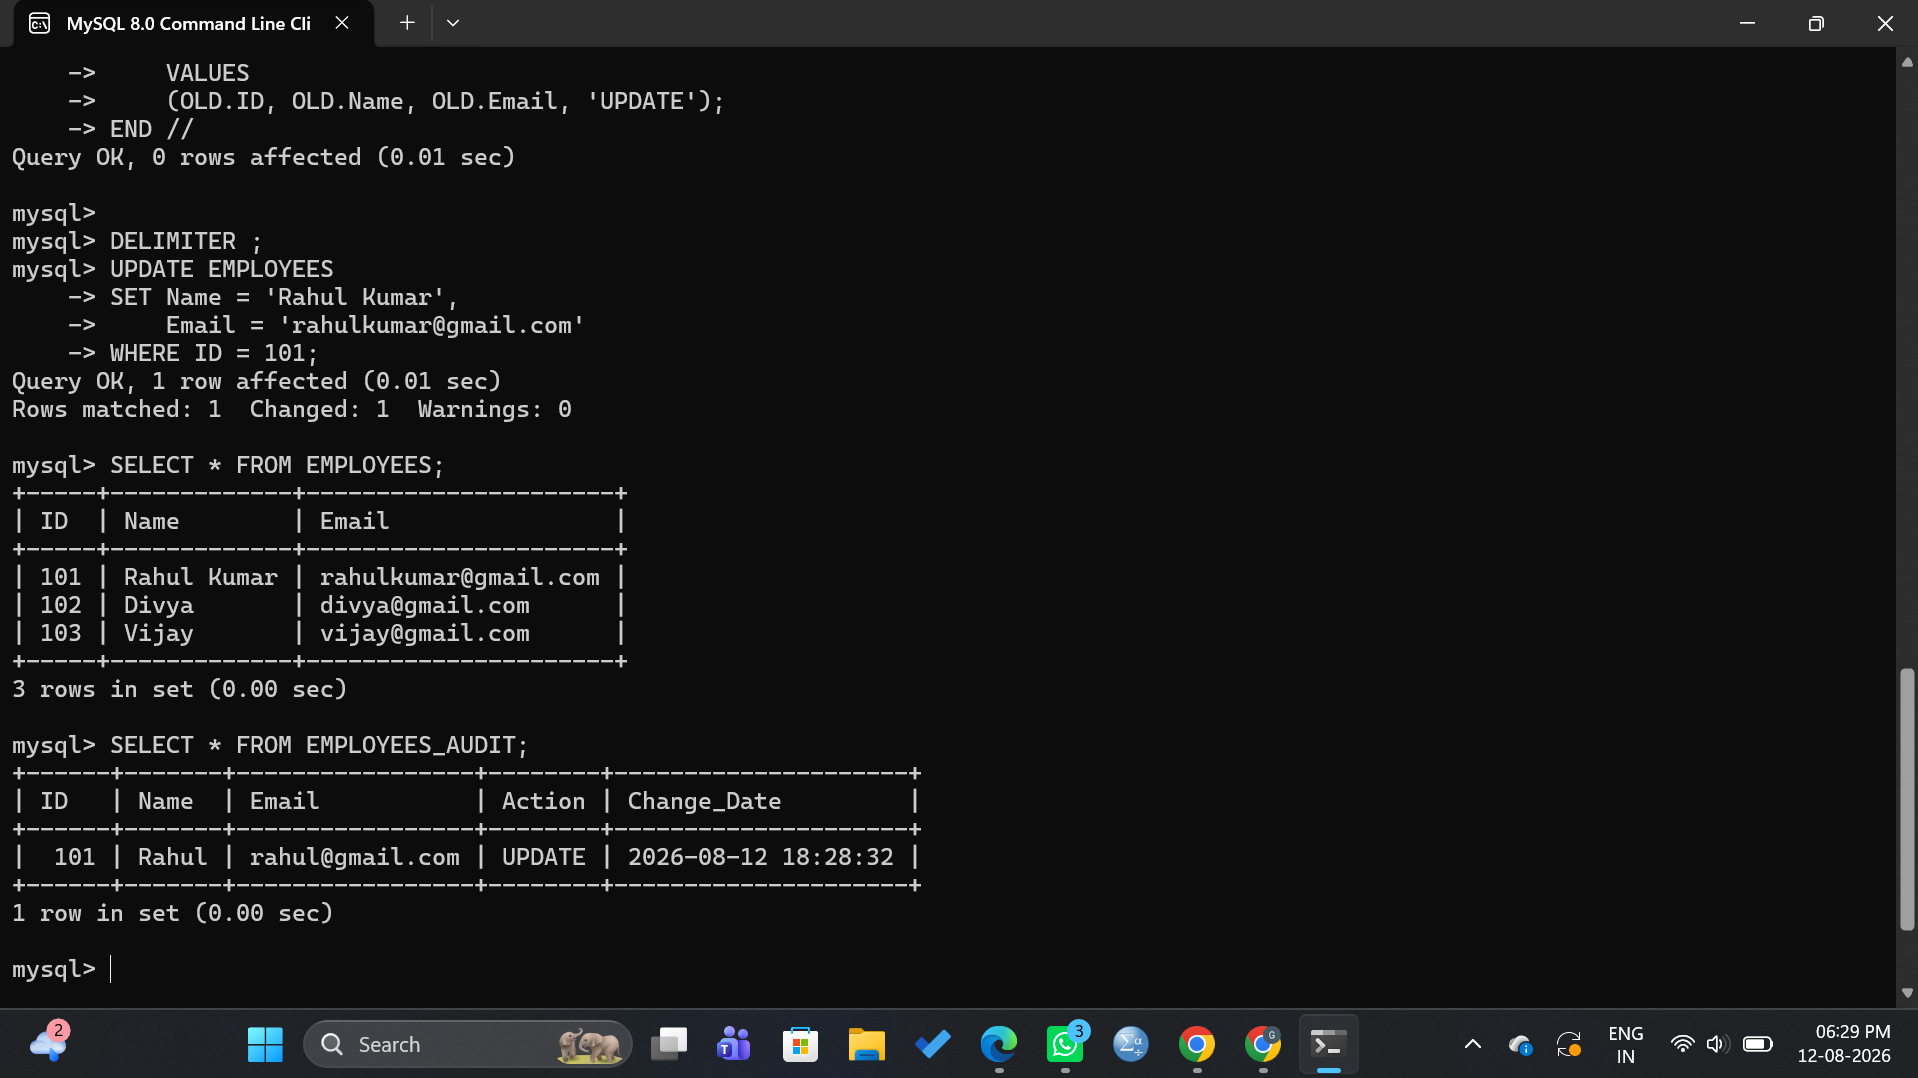 MySQL 8.0 Command Line Cli
    ->     VALUES
    ->     (OLD.ID, OLD.Name, OLD.Email, 'UPDATE');
    -> END //
Query OK, 0 rows affected (0.01 sec)
mysql>
mysql> DELIMITER ;
mysql> UPDATE EMPLOYEES
    -> SET Name = 'Rahul Kumar',
    ->     Email = 'rahulkumar@gmail.com'
    -> WHERE ID = 101;
Query OK, 1 row affected (0.01 sec)
Rows matched: 1  Changed: 1  Warnings: 0
mysql> SELECT * FROM EMPLOYEES;
+-----+-------------+----------------------+
| ID  | Name        | Email                |
+-----+-------------+----------------------+
| 101 | Rahul Kumar | rahulkumar@gmail.com |
| 102 | Divya       | divya@gmail.com      |
| 103 | Vijay       | vijay@gmail.com      |
+-----+-------------+----------------------+
3 rows in set (0.00 sec)
mysql> SELECT * FROM EMPLOYEES_AUDIT;
+------+-------+-----------------+--------+---------------------+
| ID   | Name  | Email           | Action | Change_Date         |
+------+-------+-----------------+--------+---------------------+
|  101 | Rahul | rahul@gmail.com | UPDATE | 2026-08-12 18:28:32 |
+------+-------+-----------------+--------+---------------------+
1 row in set (0.00 sec)
mysql>
2
Search
3
G
ENG
IN
06:29 PM
12-08-2026